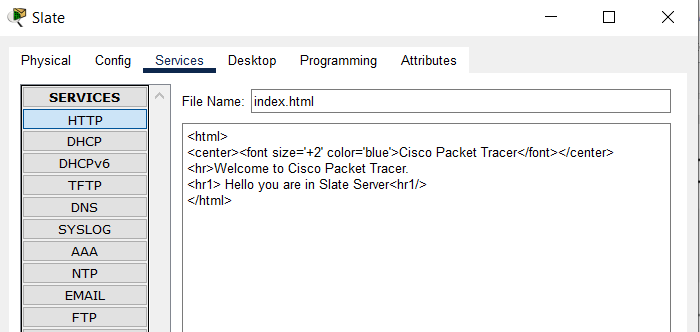 Slate
Physical Config Services Desktop Programming Attributes
SERVICES
HTTP
DHCP
DHCPv6
TFTP
DNS
SYSLOG
AAA
NTP
EMAIL
FTP
File Name: index.html
<html>
<center><font size='+2' color='blue'>Cisco Packet Tracer</font></center>
<hr>Welcome to Cisco Packet Tracer.
<hr1> Hello you are in Slate Server<hr1/>
</html>